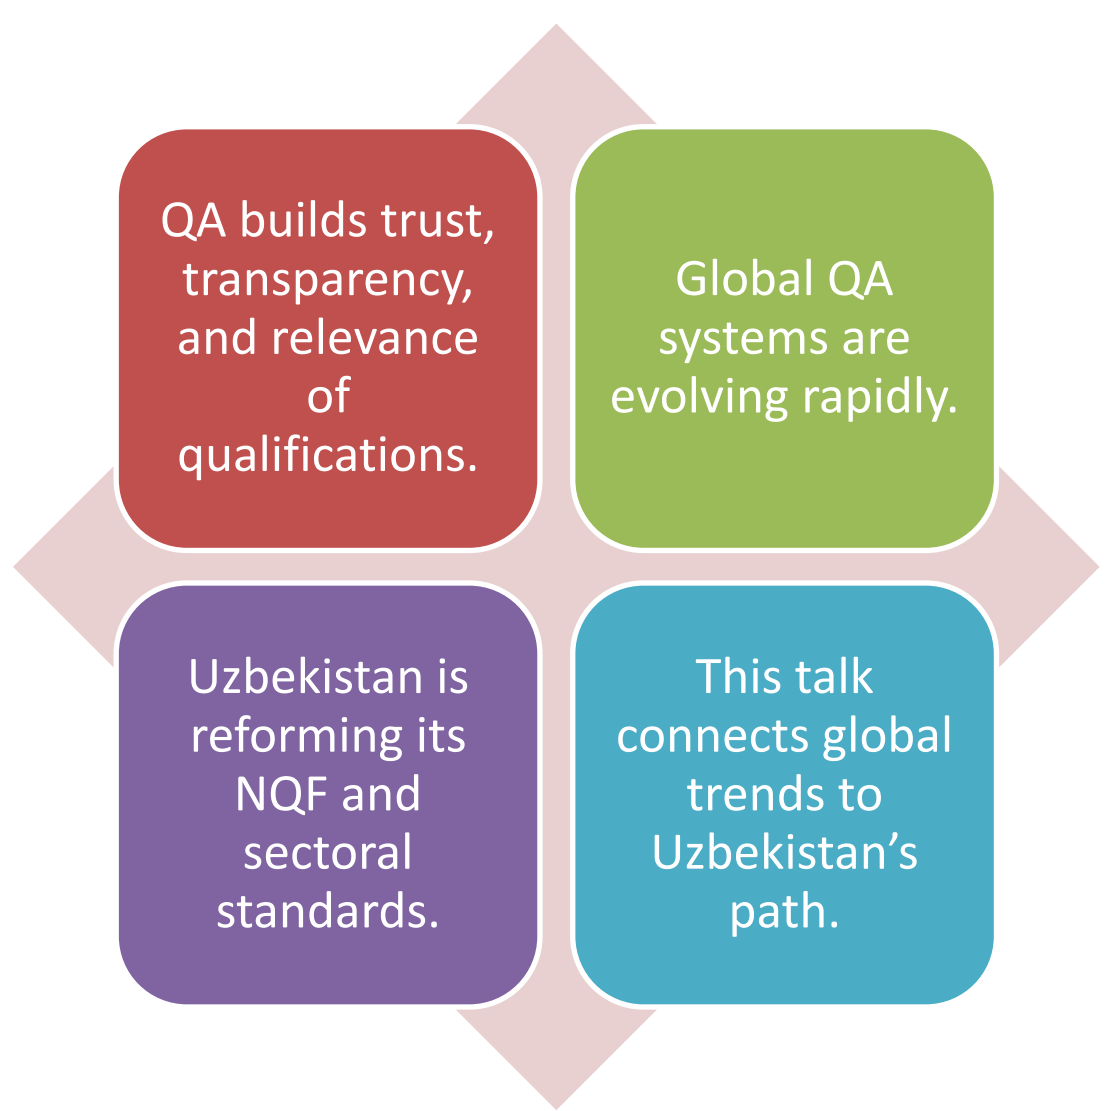 QA builds trust,
transparency,
and relevance
of
qualifications.
Global QA
systems are
evolving rapidly.
Uzbekistan is
reforming its
NQF and
sectoral
standards.
This talk
connects global
trends to
Uzbekistan’s
path.